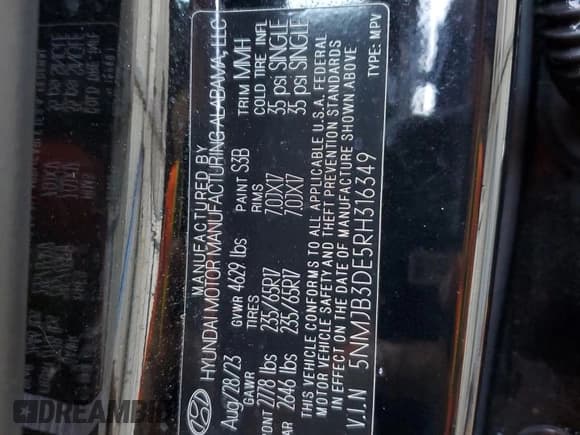 MANUFACTURED BY
HYUNDAI MOTOR MANUFACTURING ALABAMA, LLC
Aug/28/23 GVWR 4629 lbs PAINT S3B TRIM MMH
GAWR TIRES RIMS COLD TIRE INFL
2778 lbs 235/65R17 7.0JX17 35 psi SINGLE
2646 lbs 235/65R17 7.0JX17 35 psi SINGLE
THIS VEHICLE CONFORMS TO ALL APPLICABLE U.S.A. FEDERAL
MOTOR VEHICLE SAFETY AND THEFT PREVENTION STANDARDS
IN EFFECT ON THE DATE OF MANUFACTURE SHOWN ABOVE
V.I.N 5NMJB3DE5RH316349 TYPE: MPV
DREAMBID